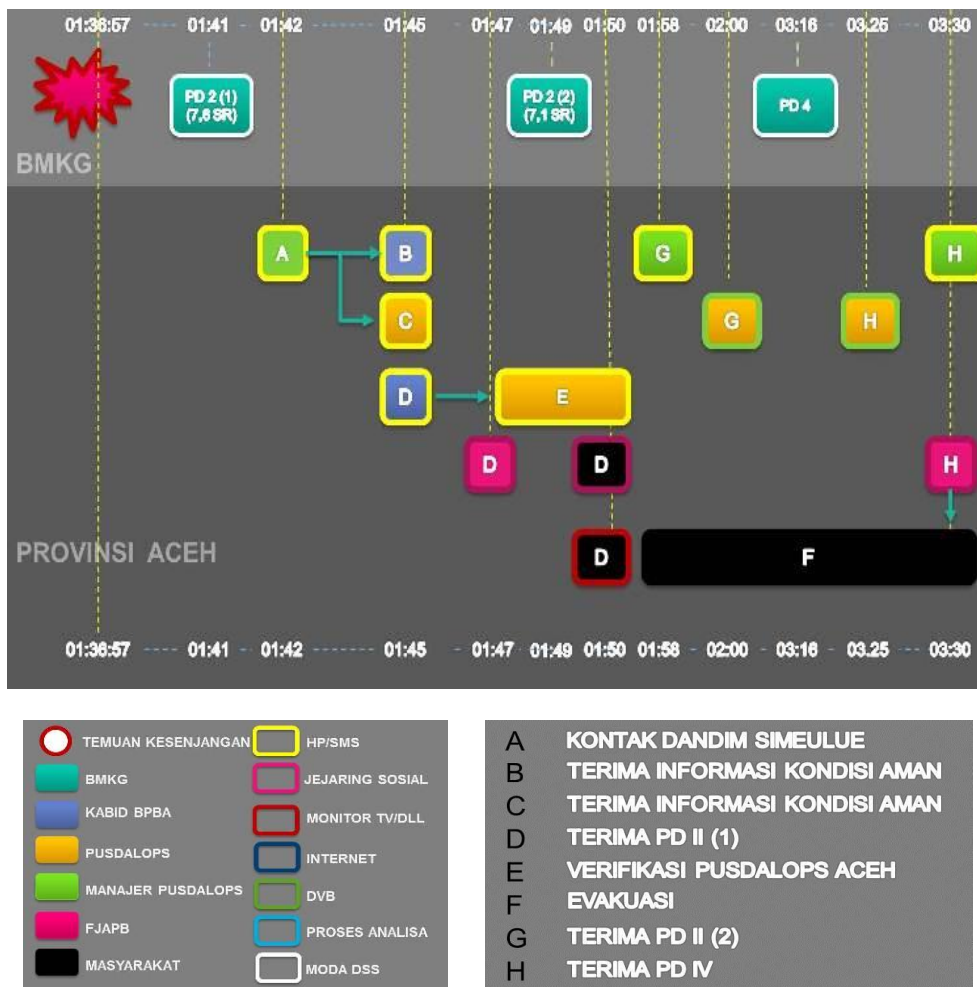 01:36:57 ---- 01:41 -- 01:42 ------- 01:45 - 01:47 - 01:49 01:50 01:58 - 02:00 - 03:16 - 03.25 --- 03:30
PD 2 (1)
(7,6 SR)
PD 2 (2)
(7,1 SR)
PD 4
BMKG
A
B
G
H
C
G
H
D
E
D
D
H
PROVINSI ACEH
D
F
01:36:57 ---- 01:41 -- 01:42 ------- 01:45 - 01:47 01:49 01:50 01:58 - 02:00 - 03:16 - 03.25 --- 03:30
TEMUAN KESENJANGAN
BMKG
KABID BPBA
PUSDALOPS
MANAJER PUSDALOPS
FJAPB
MASYARAKAT
HP/SMS
JEJARING SOSIAL
MONITOR TV/DLL
INTERNET
DVB
PROSES ANALISA
MODA DSS
A KONTAK DANDIM SIMEULUE
B TERIMA INFORMASI KONDISI AMAN
C TERIMA INFORMASI KONDISI AMAN
D TERIMA PD II (1)
E VERIFIKASI PUSDALOPS ACEH
F EVAKUASI
G TERIMA PD II (2)
H TERIMA PD IV